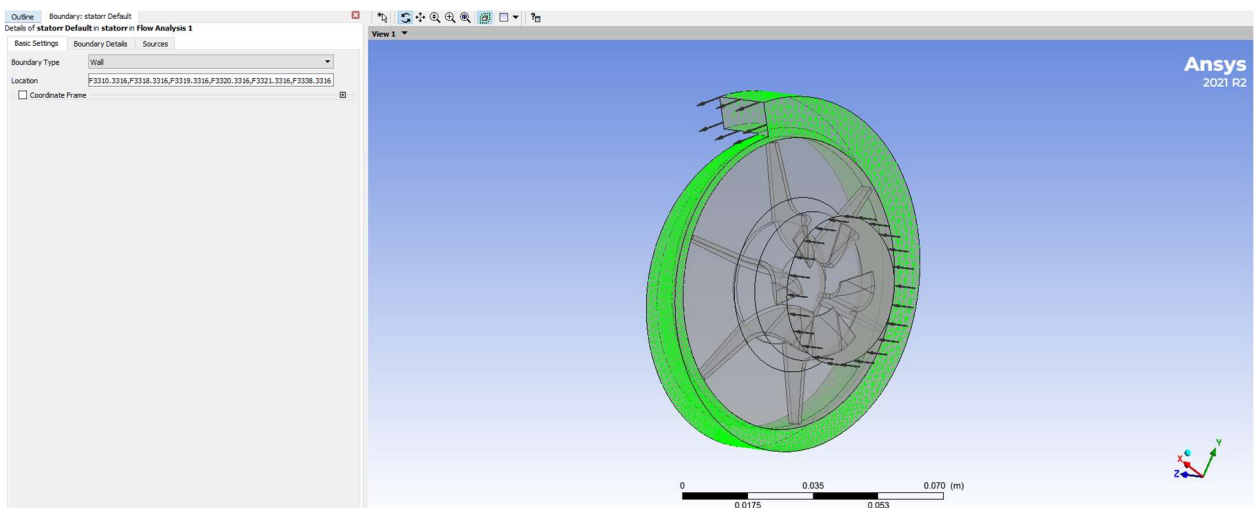 Outline Boundary: statorr Default
Details of statorr Default in statorr in Flow Analysis 1
Basic Settings Boundary Details Sources
Boundary Type Wall
Location F3310.3316,F3318.3316,F3319.3316,F3320.3316,F3321.3316,F3338.3316
Coordinate Frame
View 1
Ansys
2021 R2
0 0.035 0.070 (m)
0.0175 0.053
Y
X
Z